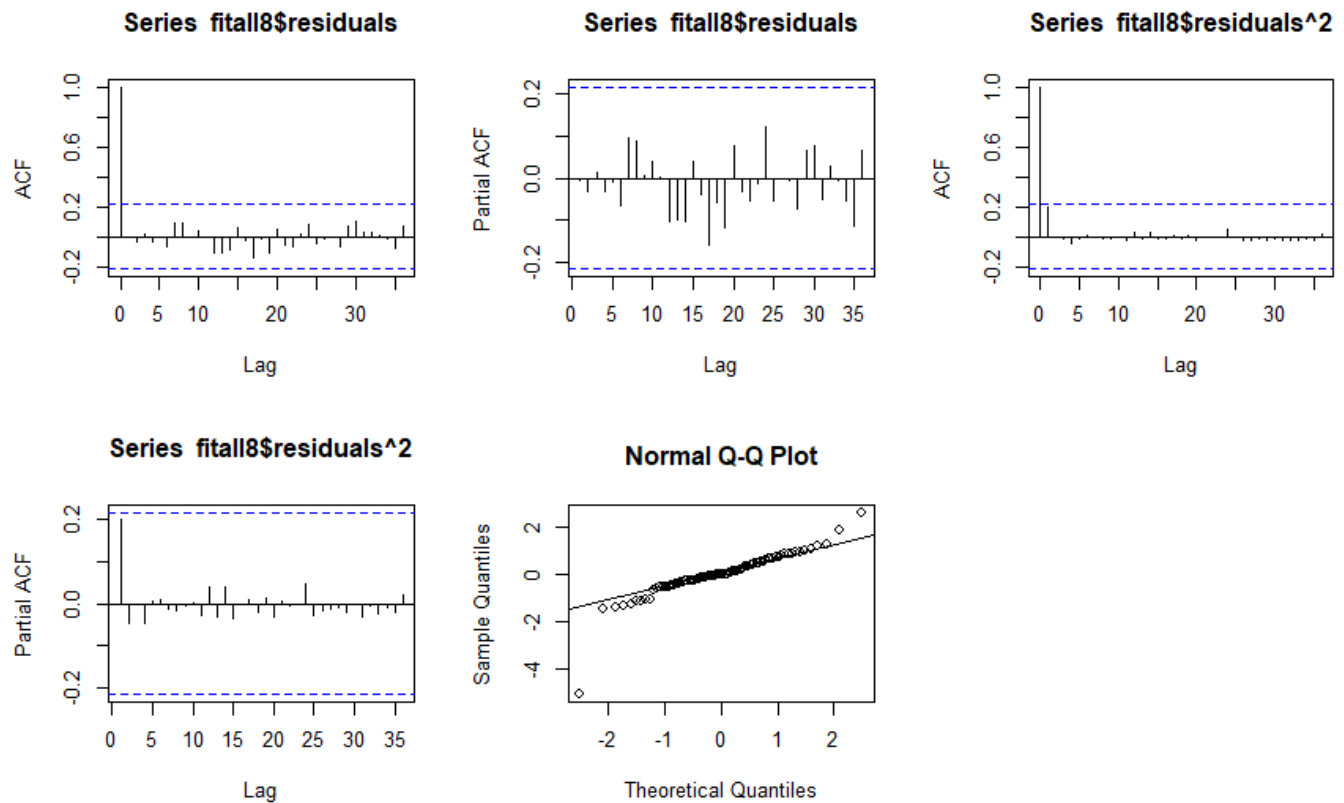 Series fitall8$residuals
ACF
-0.2 0.2 0.6 1.0
0 5 10 20 30
Lag
Series fitall8$residuals
Partial ACF
-0.2 0.0 0.2
0 5 10 15 20 25 30 35
Lag
Series fitall8$residuals^2
ACF
-0.2 0.2 0.6 1.0
0 5 10 20 30
Lag
Series fitall8$residuals^2
Partial ACF
-0.2 0.0 0.2
0 5 10 15 20 25 30 35
Lag
Normal Q-Q Plot
Sample Quantiles
-4 -2 0 2
-2 -1 0 1 2
Theoretical Quantiles